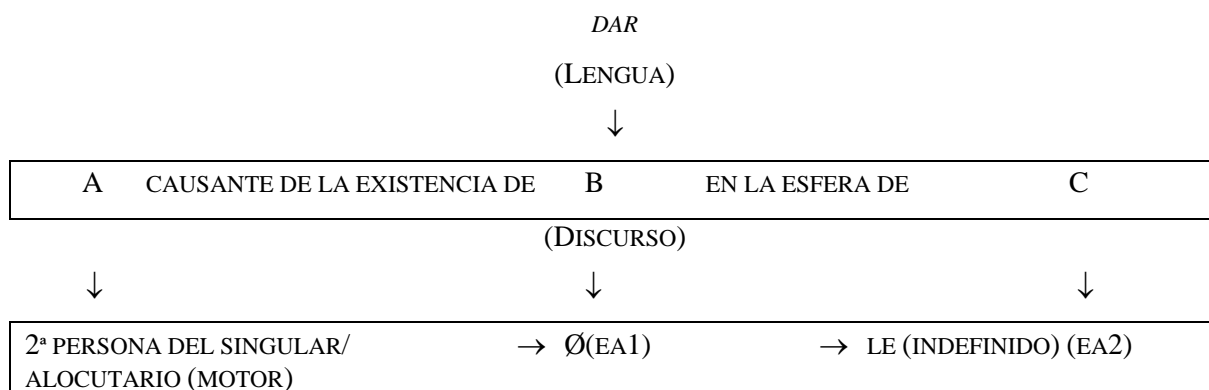 DAR
(LENGUA)
↓
A CAUSANTE DE LA EXISTENCIA DE B EN LA ESFERA DE C
(DISCURSO)
↓ ↓ ↓
2ª PERSONA DEL SINGULAR/ → Ø(EA1) → LE (INDEFINIDO) (EA2)
ALOCUTARIO (MOTOR)